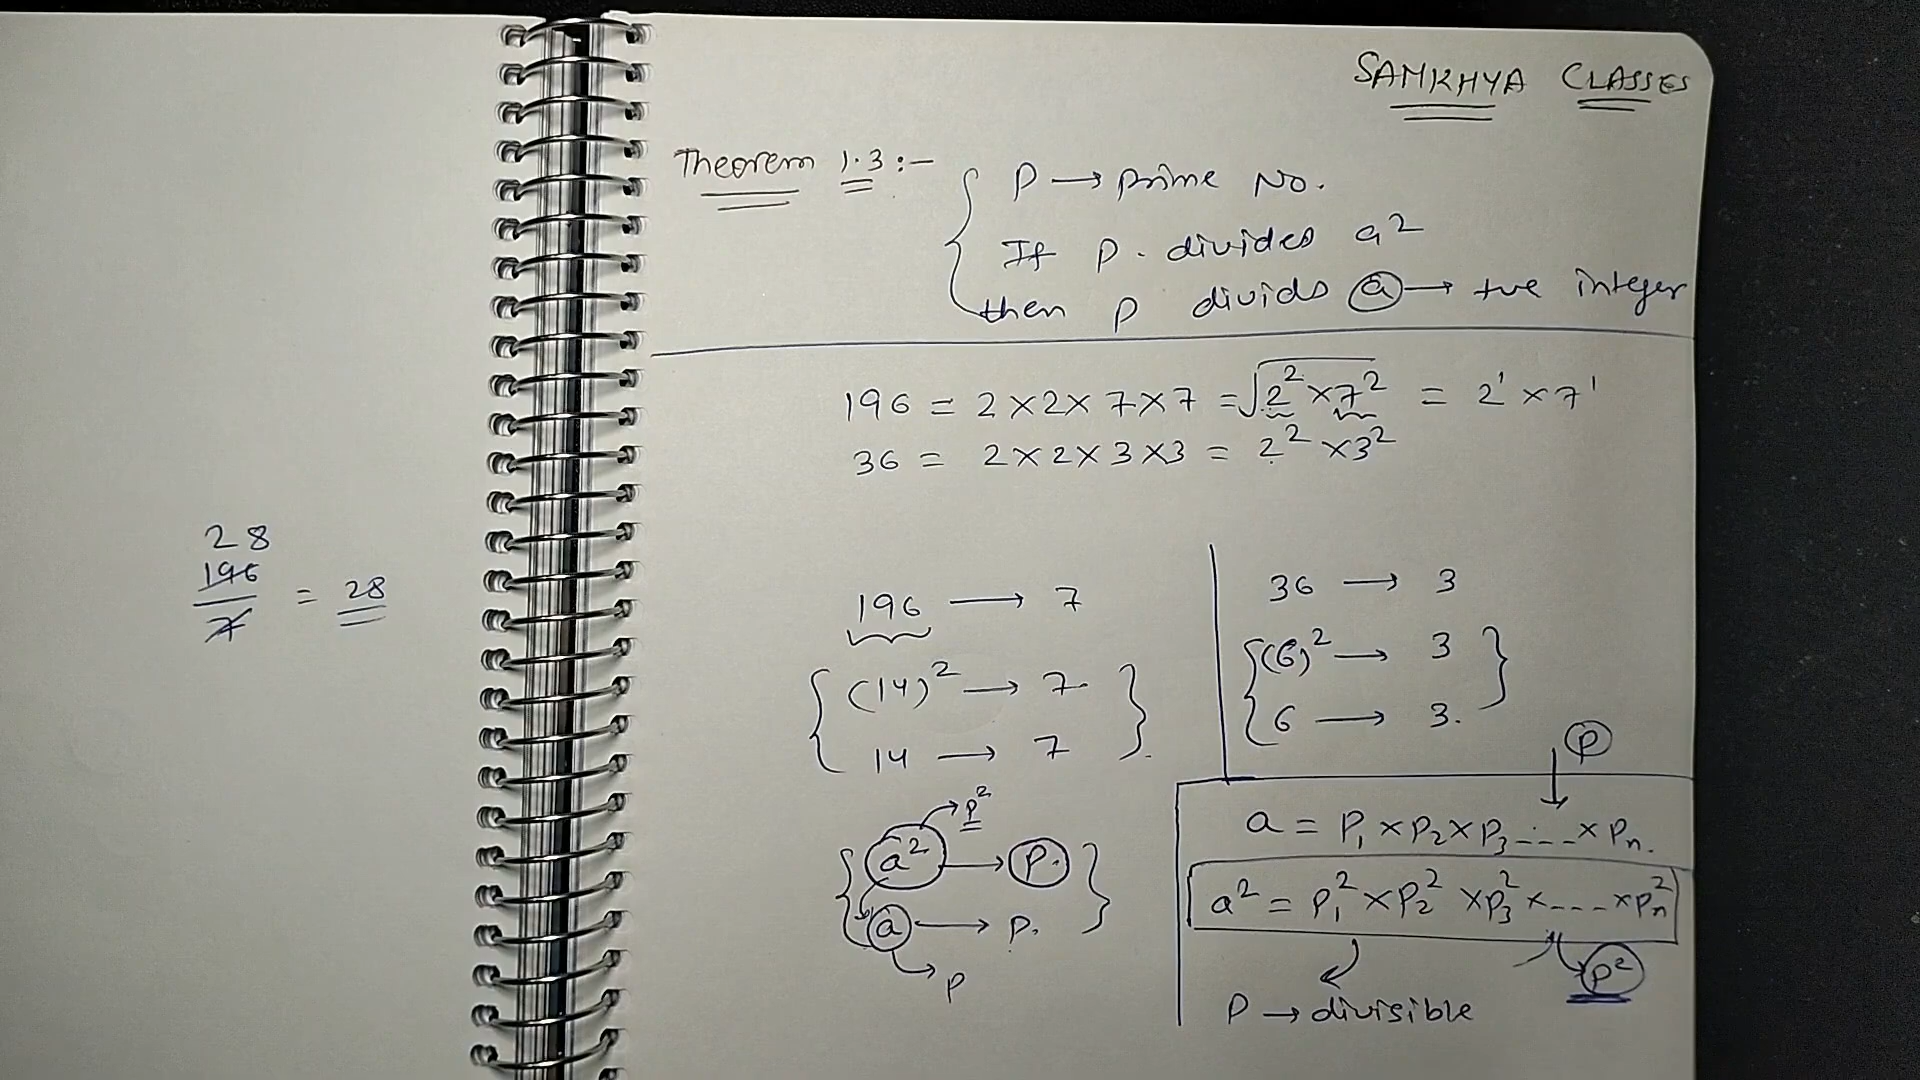 SAMKHYA CLASSES
Theorem 1.3 :-
P → prime No.
If P. divides a²
then P divids a → +ve integer
196 = 2×2×7×7 = √2²×7² = 2¹×7¹
36 = 2×2×3×3 = 2²×3²
28
196
7
= 28
196 → 7
(14)² → 7
14 → 7
36 → 3
(6)² → 3
6 → 3.
a² → P.
→ P²
a → P.
→ P
P
a = P₁×P₂×P₃---×Pₙ.
a² = P₁²×P₂²×P₃²×---×Pₙ²
P²
P → divisible